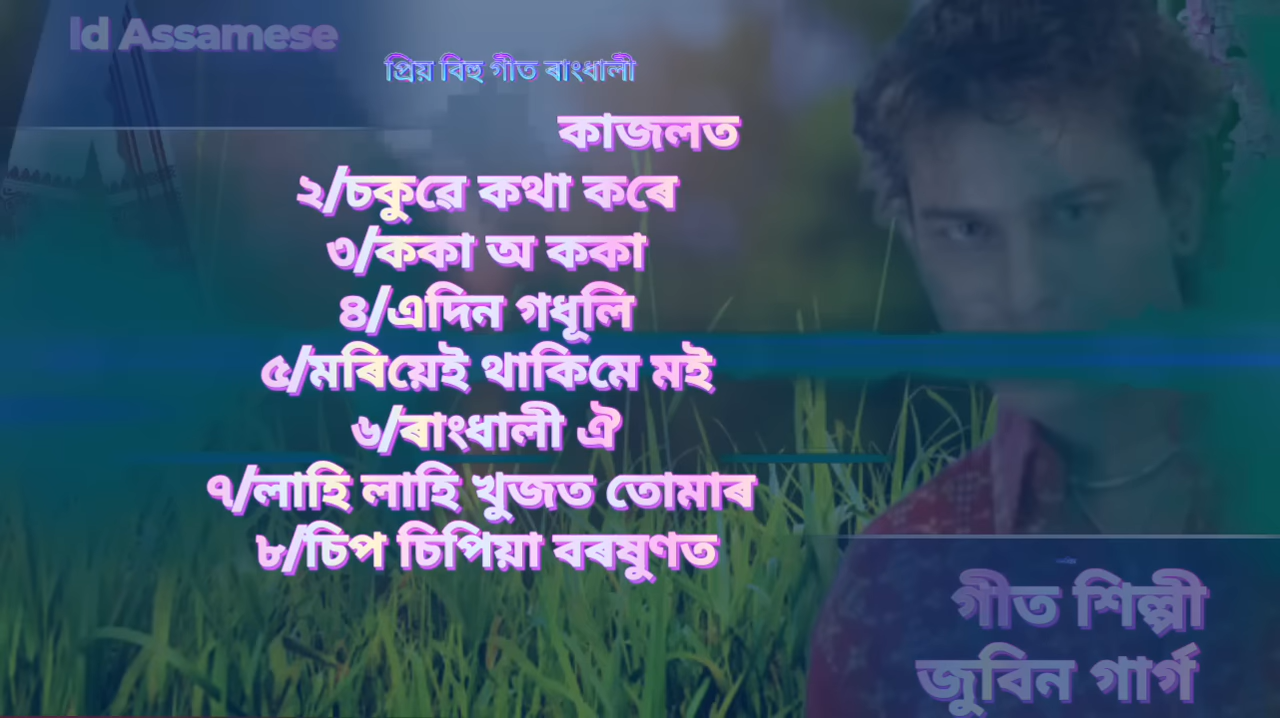 ld Assamese
প্ৰিয় বিহু গীত ৰাংধালী
কাজলত
২/চকুৱে কথা কৰে
৩/ককা অ ককা
৪/এদিন গধূলি
৫/মৰিয়েই থাকিমে মই
৬/ৰাংধালী ঐ
৭/লাহি লাহি খুজত তোমাৰ
৮/চিপ চিপিয়া বৰষুণত
গীত শিল্পী
জুবিন গাৰ্গ